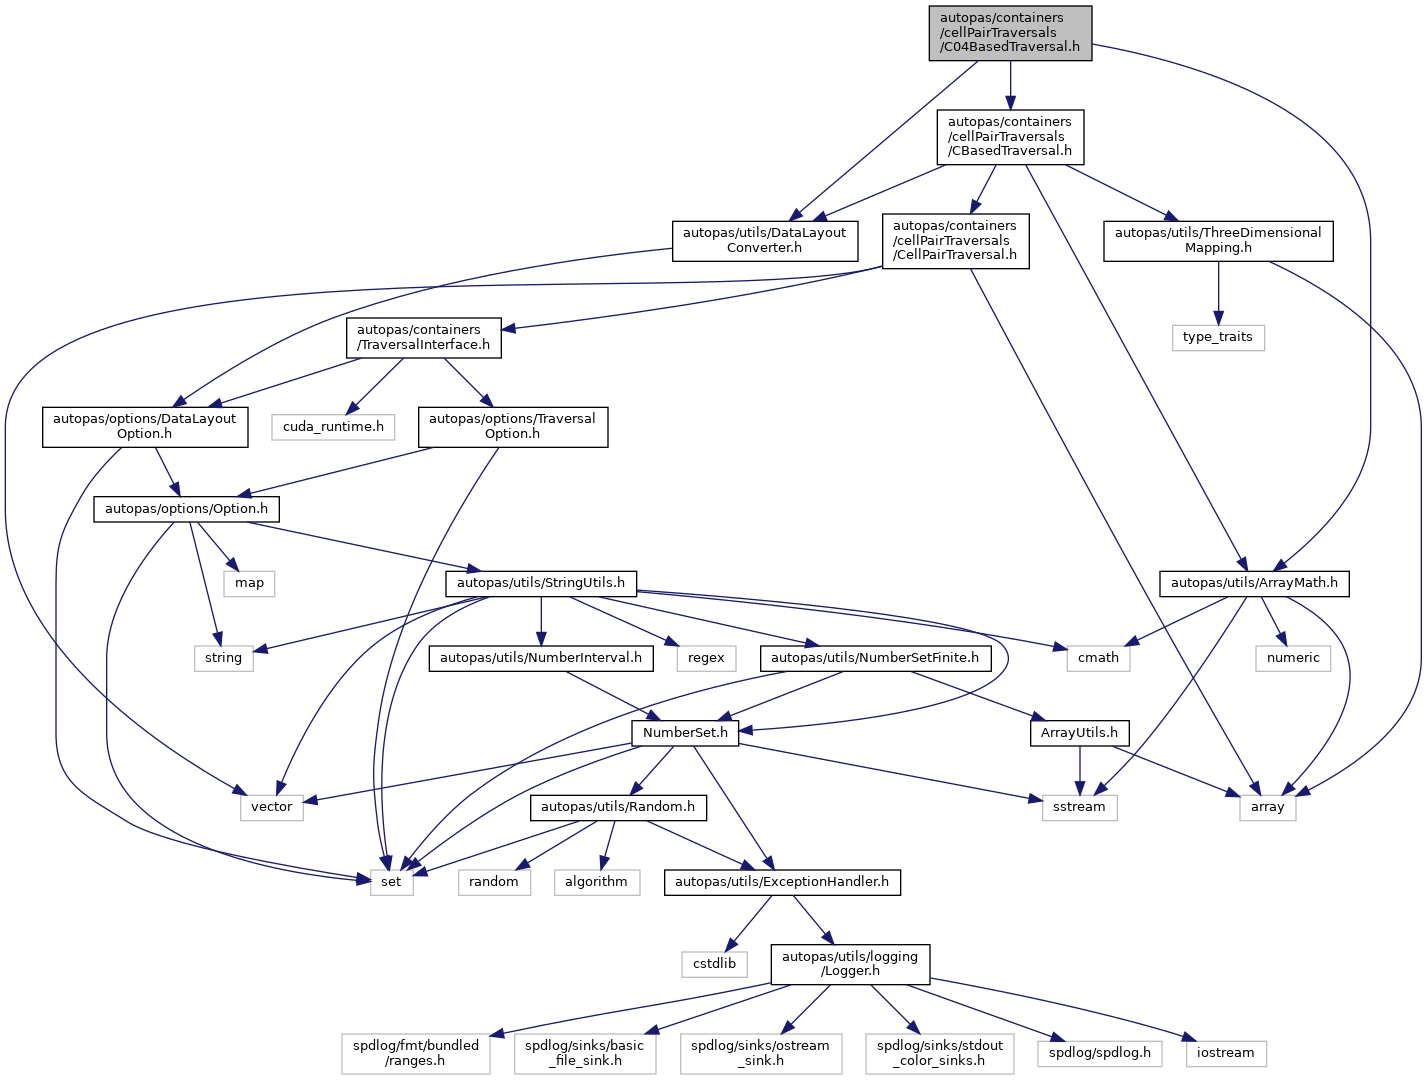 autopas/containers
/cellPairTraversals
/C04BasedTraversal.h
autopas/containers
/cellPairTraversals
/CBasedTraversal.h
autopas/utils/DataLayout
Converter.h
autopas/containers
/cellPairTraversals
/CellPairTraversal.h
autopas/utils/ThreeDimensional
Mapping.h
autopas/containers
/TraversalInterface.h
type_traits
autopas/options/DataLayout
Option.h
cuda_runtime.h
autopas/options/Traversal
Option.h
autopas/options/Option.h
map
autopas/utils/StringUtils.h
autopas/utils/ArrayMath.h
string
autopas/utils/NumberInterval.h
regex
autopas/utils/NumberSetFinite.h
cmath
numeric
NumberSet.h
ArrayUtils.h
vector
autopas/utils/Random.h
sstream
array
set
random
algorithm
autopas/utils/ExceptionHandler.h
cstdlib
autopas/utils/logging
/Logger.h
spdlog/fmt/bundled
/ranges.h
spdlog/sinks/basic
_file_sink.h
spdlog/sinks/ostream
_sink.h
spdlog/sinks/stdout
_color_sinks.h
spdlog/spdlog.h
iostream